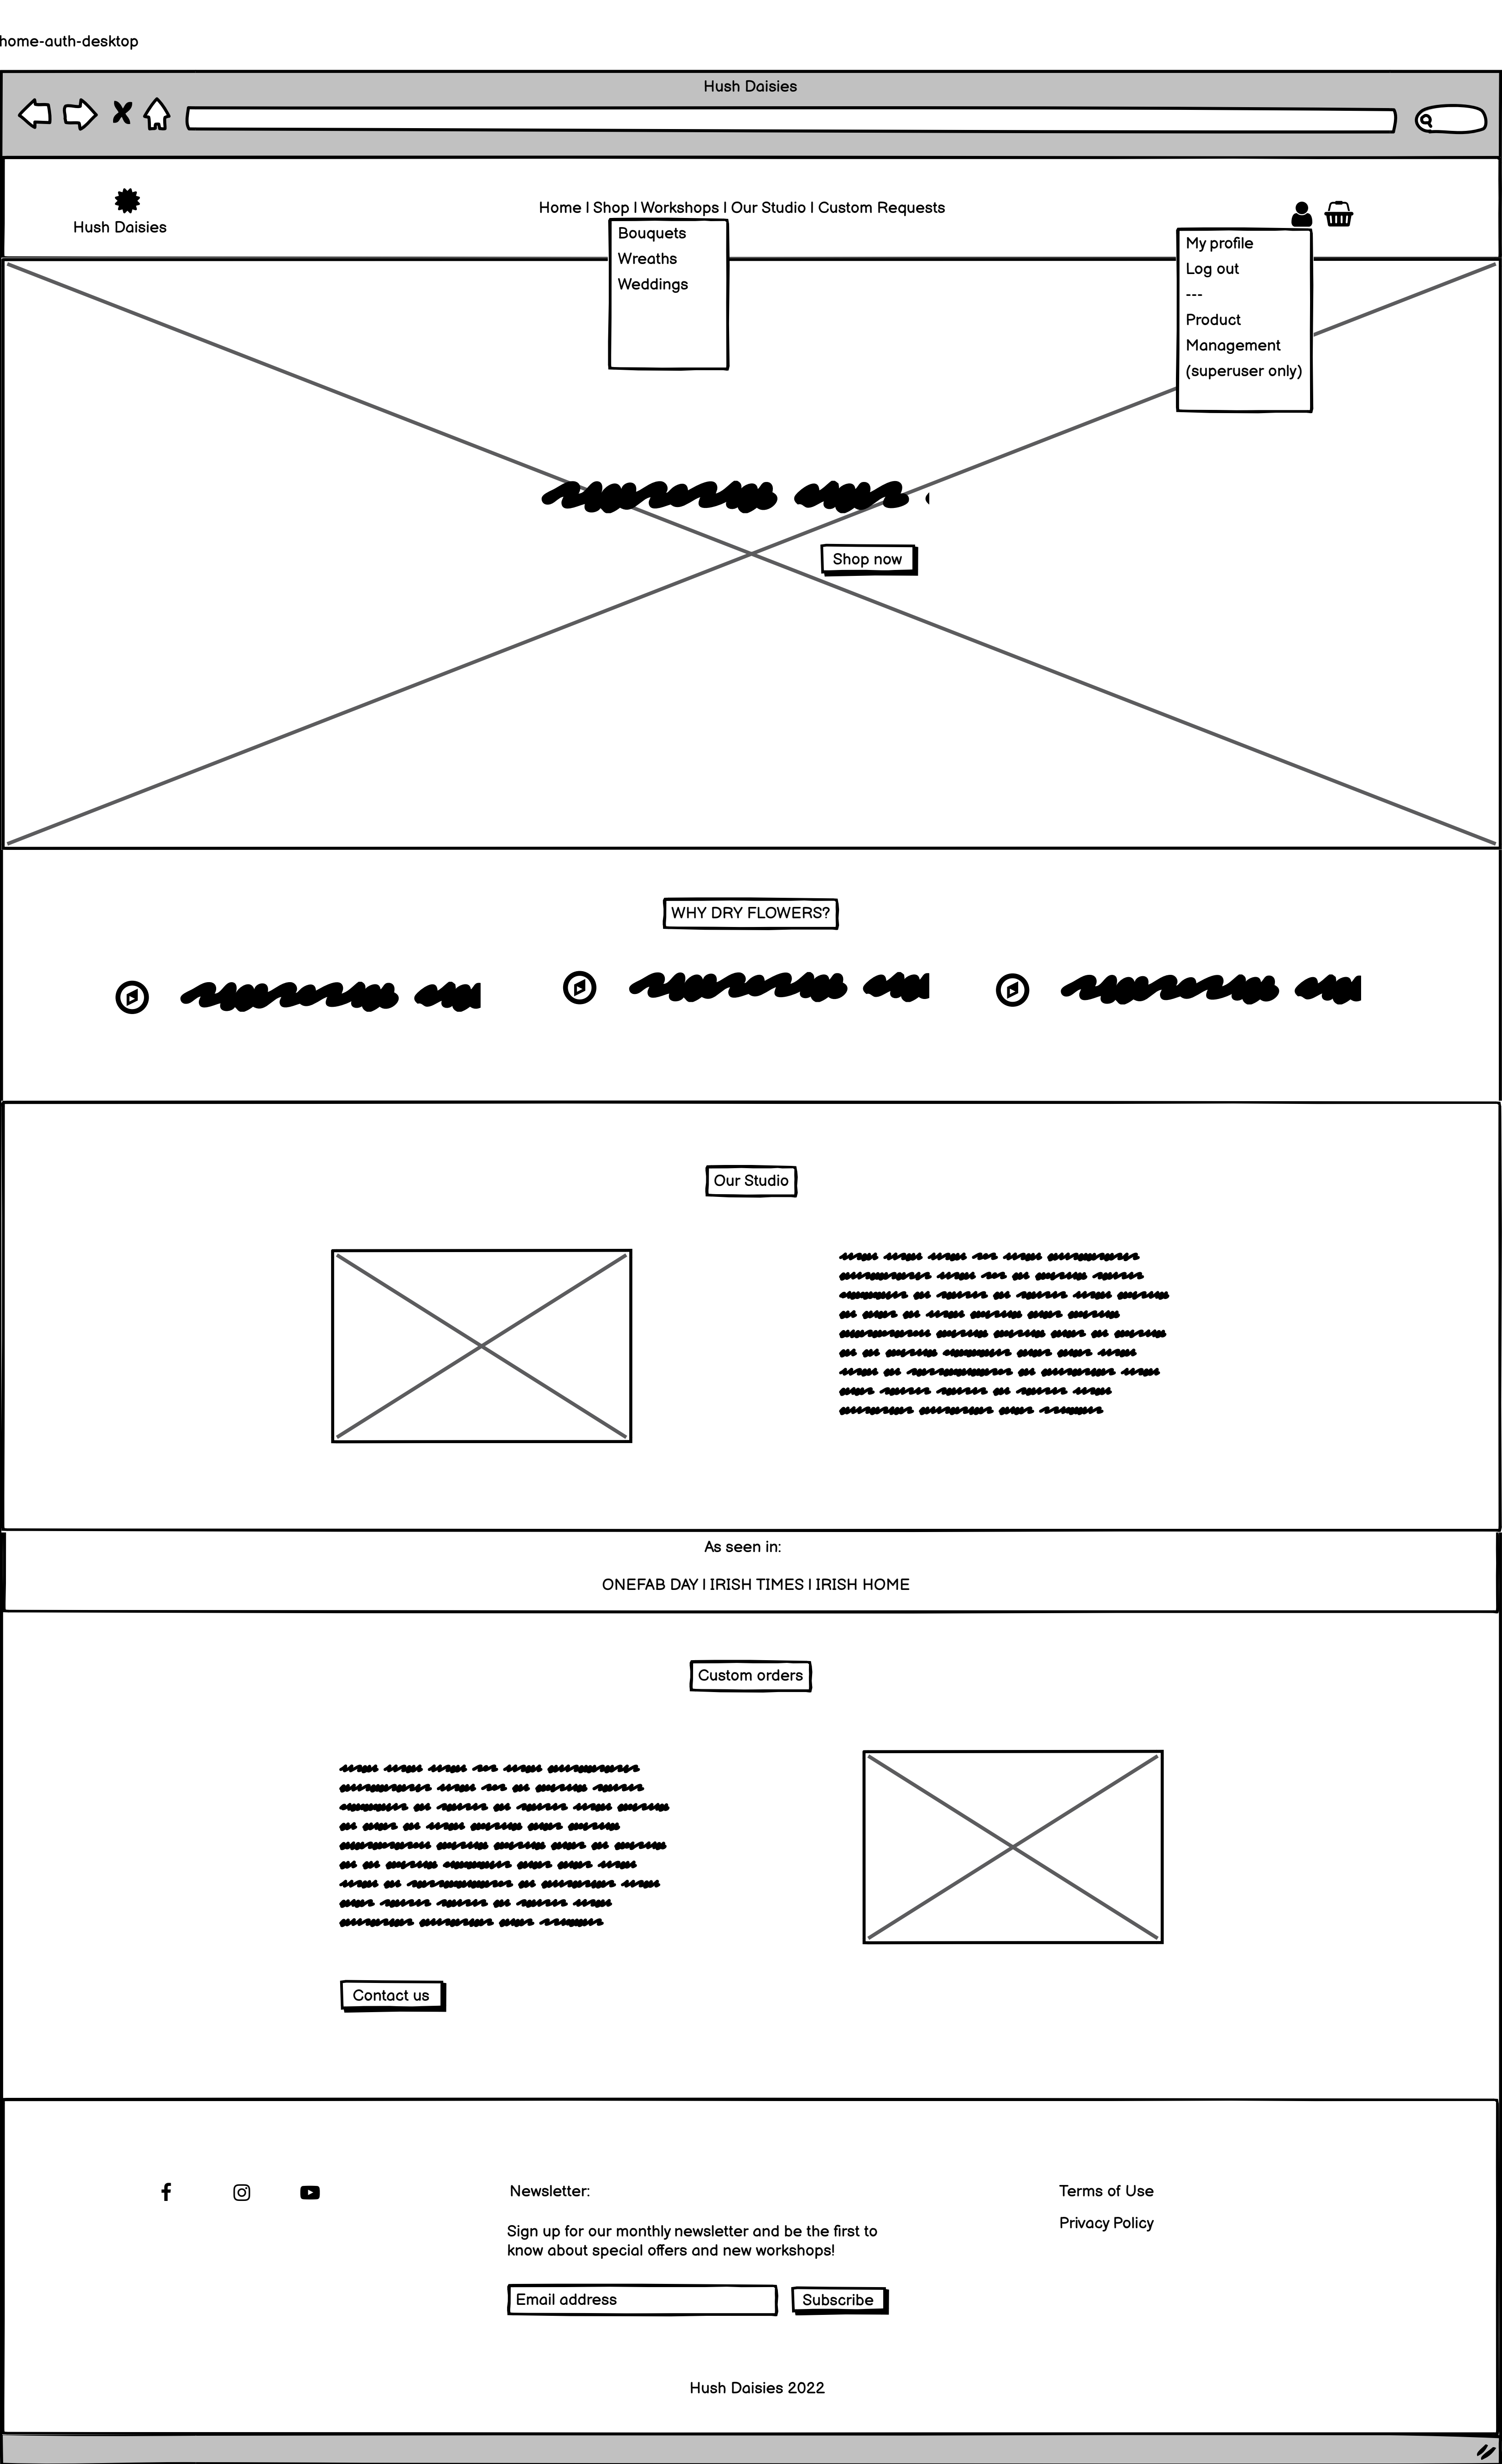 home-auth-desktop
Hush Daisies
Hush Daisies
Home | Shop | Workshops | Our Studio | Custom Requests
Bouquets
Wreaths
Weddings
My profile
Log out
---
Product
Management
(superuser only)
Shop now
WHY DRY FLOWERS?
Our Studio
As seen in:
ONEFAB DAY | IRISH TIMES | IRISH HOME
Custom orders
Contact us
Newsletter:
Sign up for our monthly newsletter and be the first to
know about special offers and new workshops!
Email address
Subscribe
Terms of Use
Privacy Policy
Hush Daisies 2022